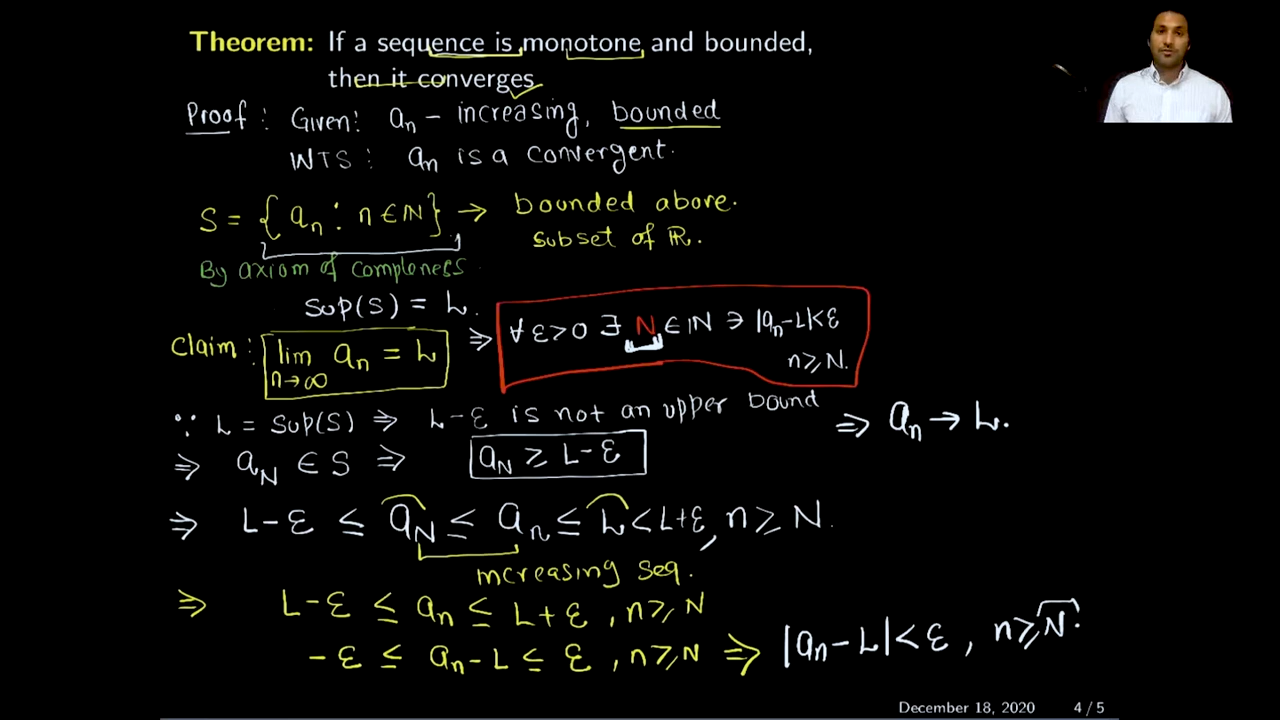 Theorem: If a sequence is monotone and bounded,
then it converges
Proof : Given: aₙ - increasing, bounded
WTS : aₙ is a convergent.
S = {aₙ : n ∈ ℕ} → bounded above.
subset of ℝ.
By axiom of compleness
sup(S) = L.
Claim : lim aₙ = L ⇒ ∀ ε>0 ∃ N ∈ ℕ ∋ |aₙ-L|<ε
n→∞ n≥N.
∵ L = sup(S) ⇒ L-ε is not an upper bound ⇒ aₙ → L.
⇒ a_N ∈ S ⇒ a_N ≥ L-ε
⇒ L-ε ≤ a_N ≤ aₙ ≤ L < L+ε, n ≥ N.
increasing seq.
⇒ L-ε ≤ aₙ ≤ L+ε, n≥N
-ε ≤ aₙ-L ≤ ε, n≥N ⇒ |aₙ-L|<ε, n≥N.
December 18, 2020 4 / 5